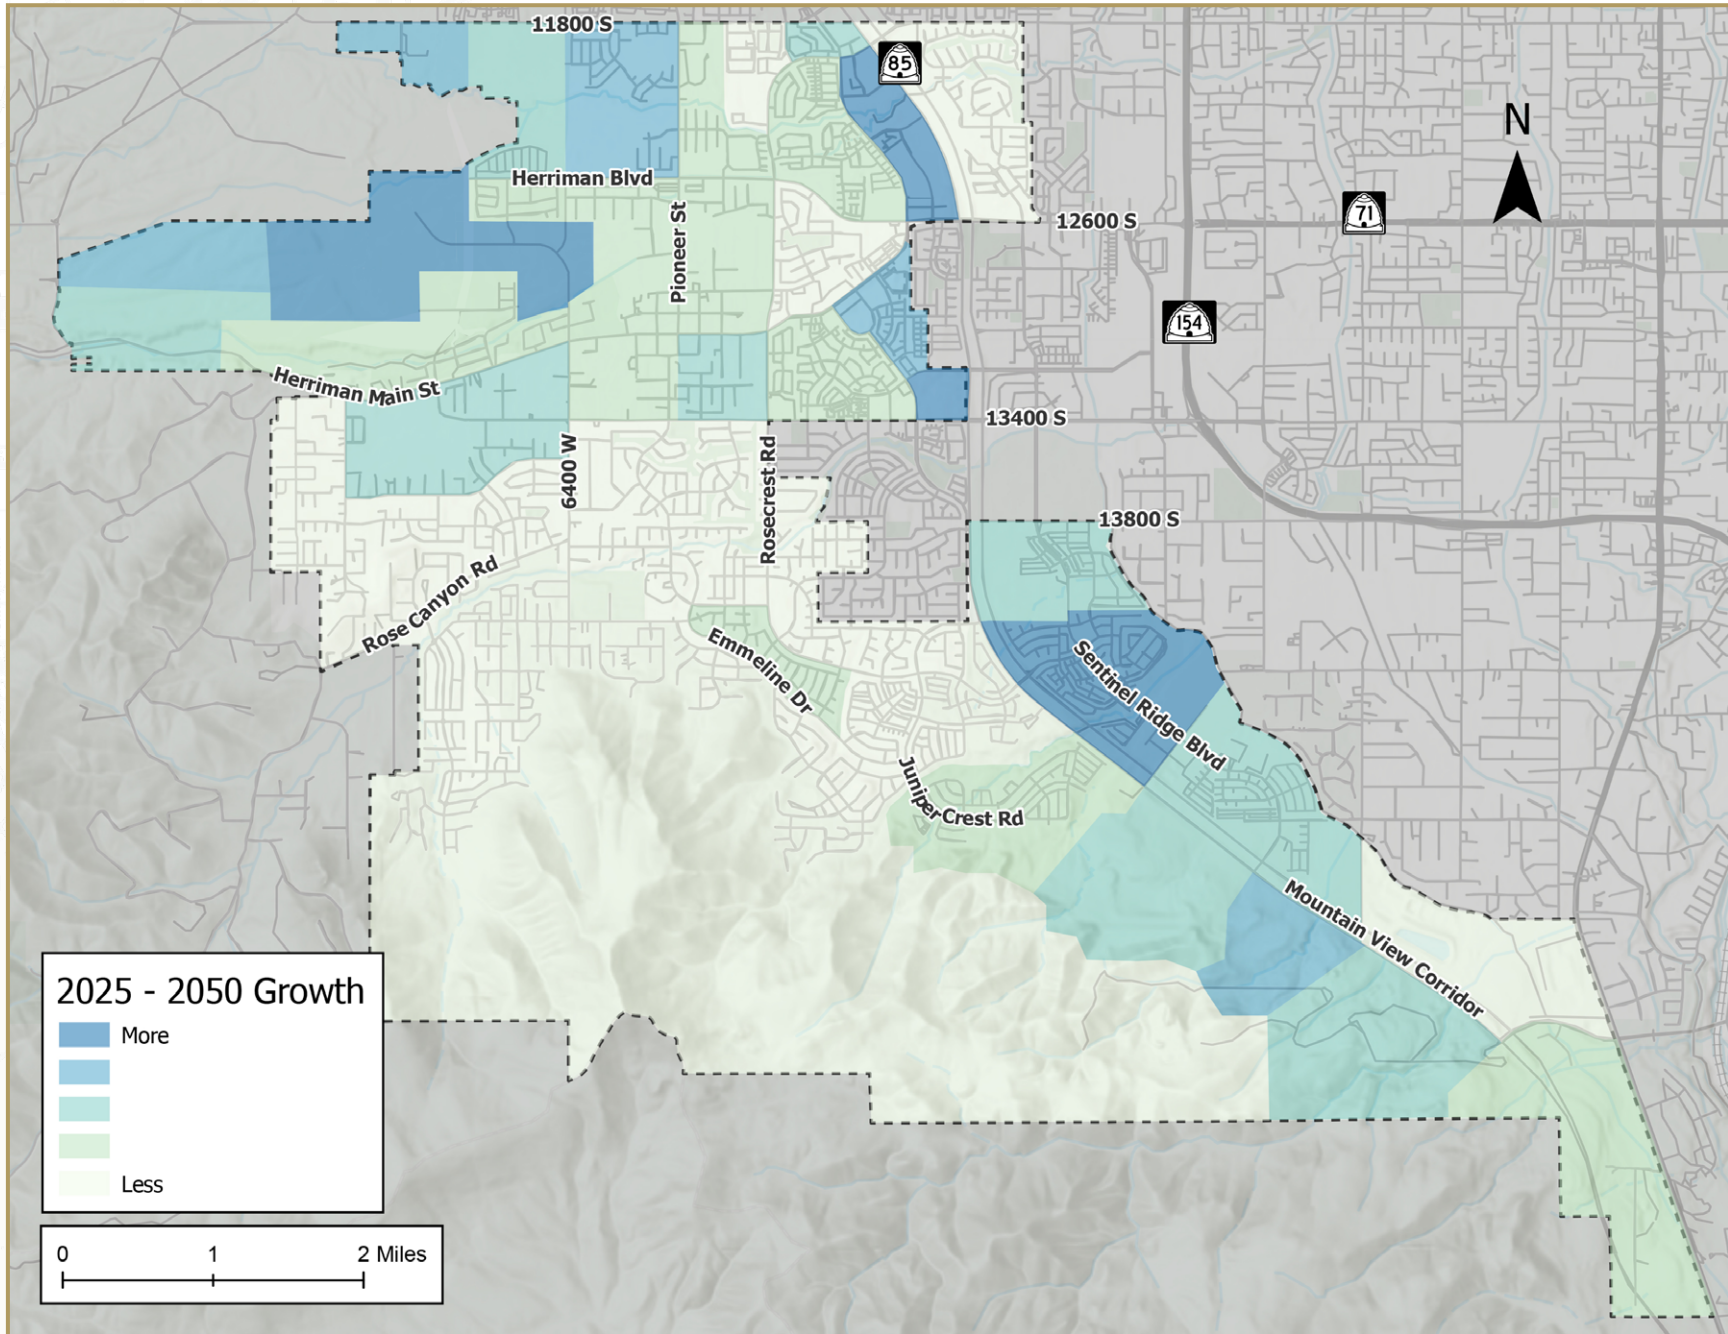 11800 S
85
N
Herriman Blvd
Pioneer St
12600 S
71
154
Herriman Main St
13400 S
6400 W
Rosecrest Rd
13800 S
Rose Canyon Rd
Emmeline Dr
Sentinel Ridge Blvd
Juniper Crest Rd
Mountain View Corridor
2025 - 2050 Growth
More
Less
0 1 2 Miles